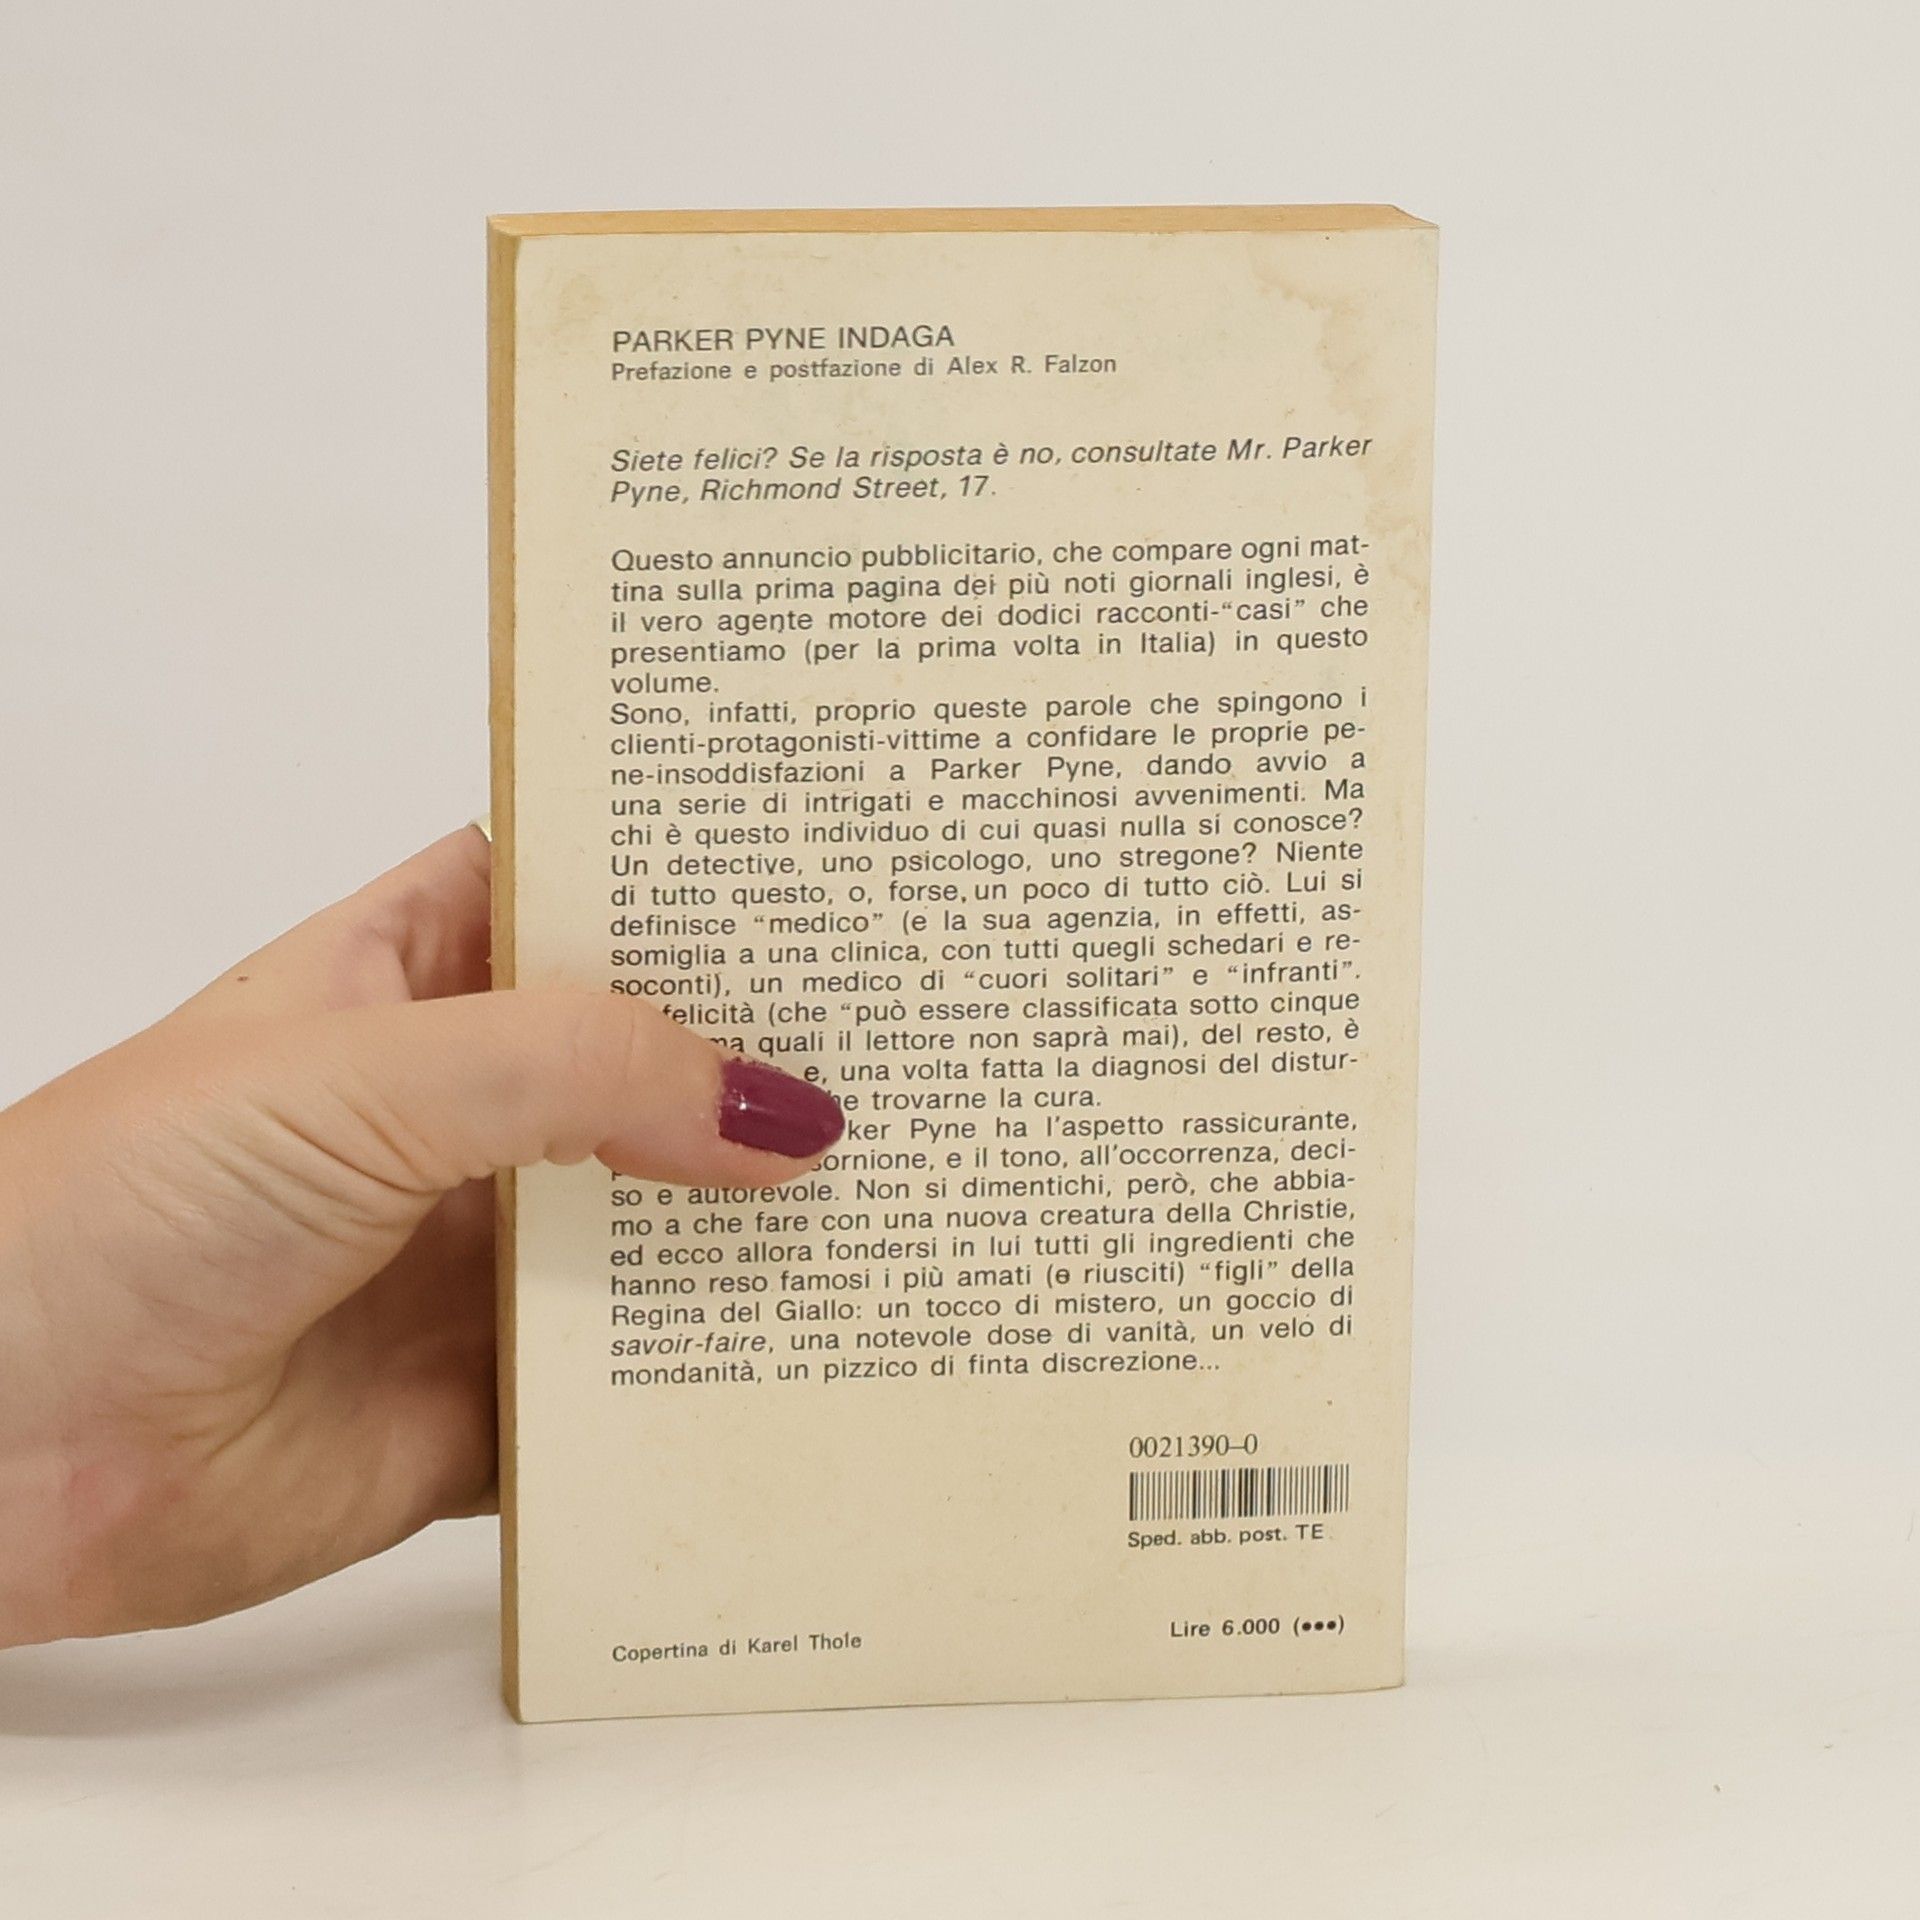 PARKER PYNE INDAGA
Prefazione e postfazione di Alex R. Falzon
Siete felici? Se la risposta è no, consultate Mr. Parker
Pyne, Richmond Street, 17.
Questo annuncio pubblicitario, che compare ogni mat-
tina sulla prima pagina dei più noti giornali inglesi, è
il vero agente motore dei dodici racconti-“casi” che
presentiamo (per la prima volta in Italia) in questo
volume.
Sono, infatti, proprio queste parole che spingono i
clienti-protagonisti-vittime a confidare le proprie pe-
ne-insoddisfazioni a Parker Pyne, dando avvio a
una serie di intrigati e macchinosi avvenimenti. Ma
chi è questo individuo di cui quasi nulla si conosce?
Un detective, uno psicologo, uno stregone? Niente
di tutto questo, o, forse, un poco di tutto ciò. Lui si
definisce “medico” (e la sua agenzia, in effetti, as-
somiglia a una clinica, con tutti quegli schedari e re-
soconti), un medico di “cuori solitari” e “infranti”.
felicità (che “può essere classificata sotto cinque
ma quali il lettore non saprà mai), del resto, è
e, una volta fatta la diagnosi del distur-
trovarne la cura.
Pyne ha l'aspetto rassicurante,
sornione, e il tono, all'occorrenza, deci-
so e autorevole. Non si dimentichi, però, che abbia-
mo a che fare con una nuova creatura della Christie,
ed ecco allora fondersi in lui tutti gli ingredienti che
hanno reso famosi i più amati (e riusciti) “figli” della
Regina del Giallo: un tocco di mistero, un goccio di
savoir-faire, una notevole dose di vanità, un velo di
mondanità, un pizzico di finta discrezione...
0021390-0
Sped. abb. post. TE
Copertina di Karel Thole
Lire 6.000 (•••)